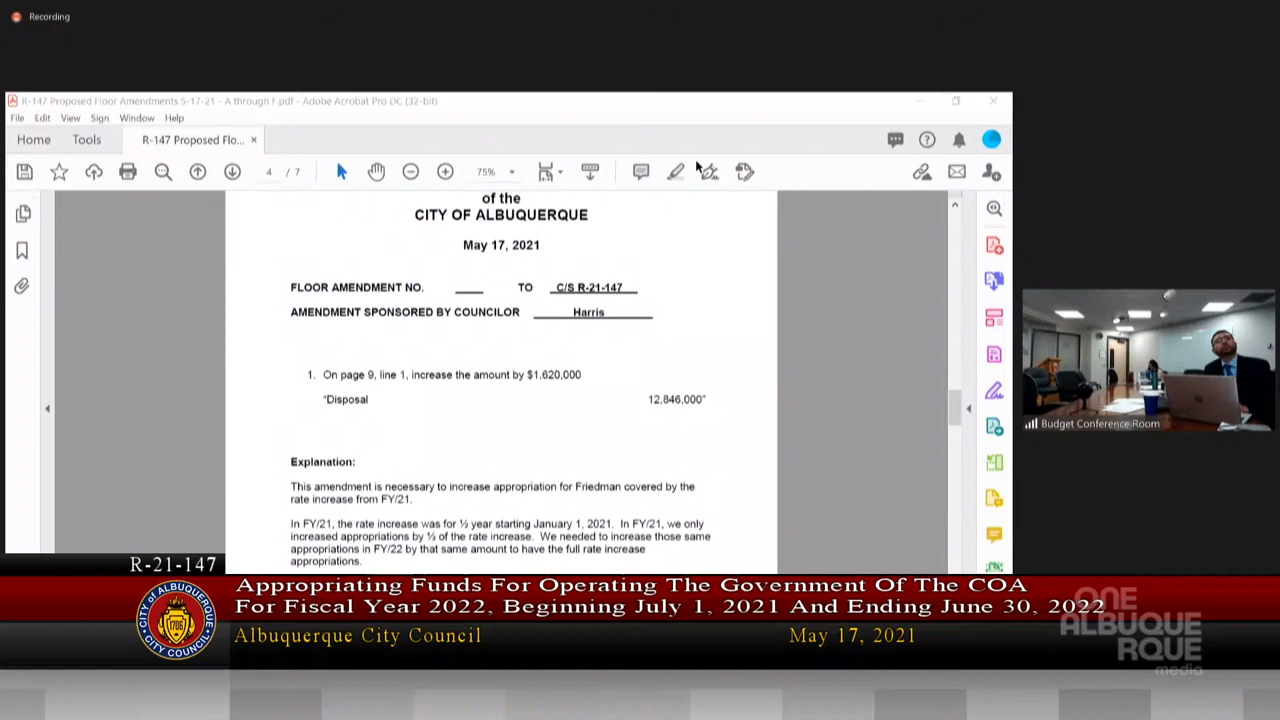 Recording
R-147 Proposed Floor Amendments 5-17-21 - A through F.pdf - Adobe Acrobat Pro DC (32-bit)
File Edit View Sign Window Help
Home Tools R-147 Proposed Flo... ×
4 / 7 75%
of the
CITY OF ALBUQUERQUE
May 17, 2021
FLOOR AMENDMENT NO. ____ TO C/S R-21-147
AMENDMENT SPONSORED BY COUNCILOR Harris
1. On page 9, line 1, increase the amount by $1,620,000
"Disposal 12,846,000"
Explanation:
This amendment is necessary to increase appropriation for Friedman covered by the
rate increase from FY/21.
In FY/21, the rate increase was for ½ year starting January 1, 2021. In FY/21, we only
increased appropriations by ½ of the rate increase. We needed to increase those same
appropriations in FY/22 by that same amount to have the full rate increase
appropriations.
Budget Conference Room
R-21-147
Appropriating Funds For Operating The Government Of The COA
For Fiscal Year 2022, Beginning July 1, 2021 And Ending June 30, 2022
Albuquerque City Council May 17, 2021
CITY OF ALBUQUERQUE
1706
CITY COUNCIL
ONE
ALBUQUE
RQUE
media